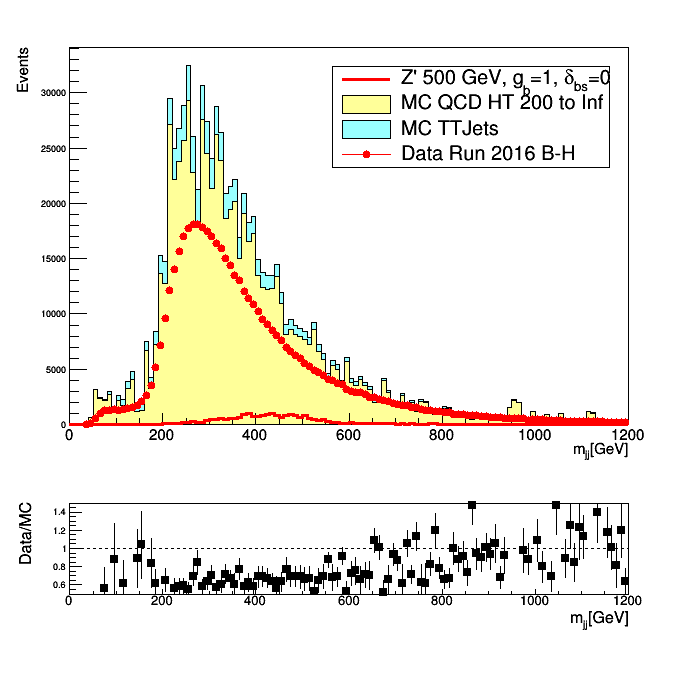 Events
30000
25000
20000
15000
10000
5000
0
Z' 500 GeV, g_b=1, δ_bs=0
MC QCD HT 200 to Inf
MC TTJets
Data Run 2016 B-H
0 200 400 600 800 1000 1200
m_jj[GeV]
Data/MC
1.4
1.2
1
0.8
0.6
0 200 400 600 800 1000 1200
m_jj[GeV]